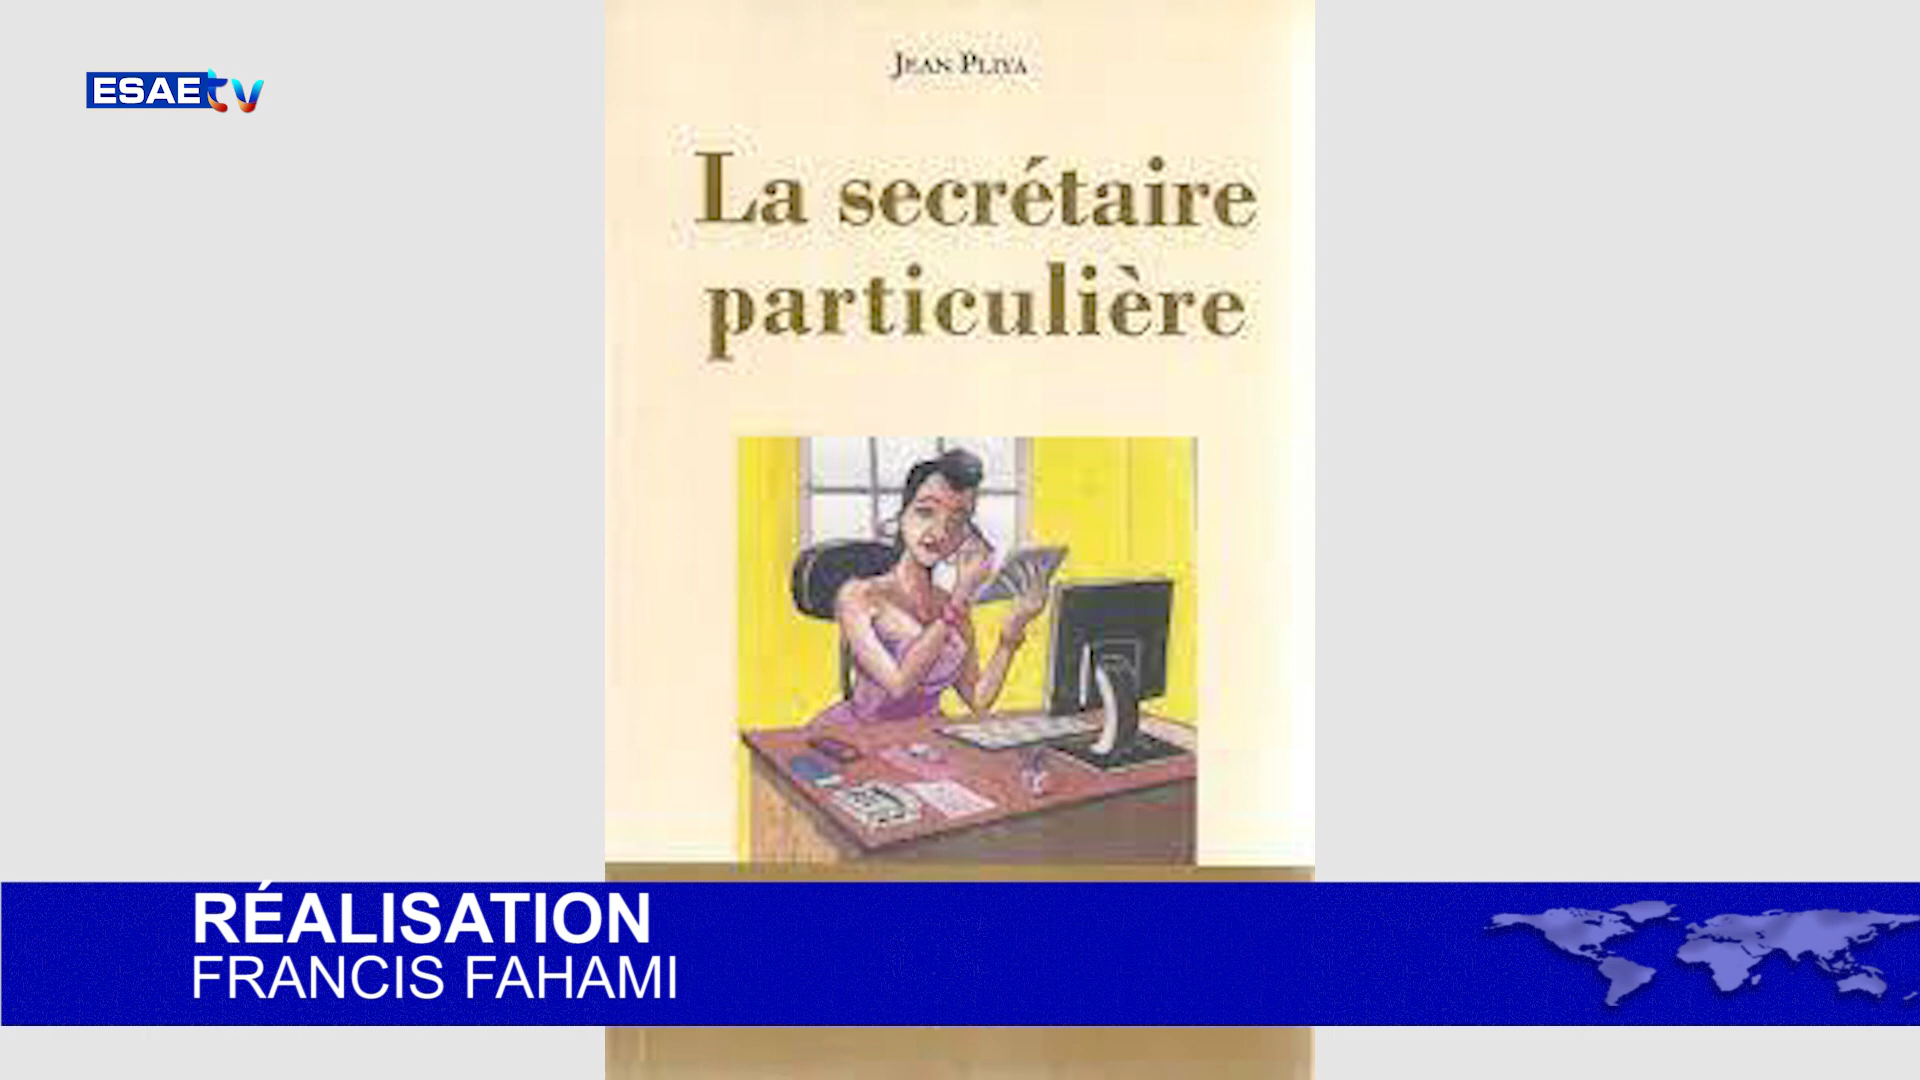 ESAE tv
JEAN PLIYA
La secrétaire
particulière
RÉALISATION
FRANCIS FAHAMI